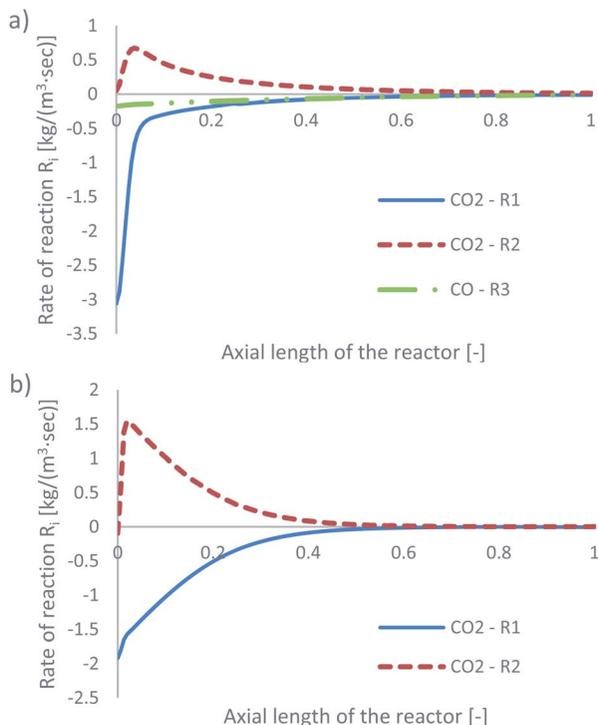 a)
Rate of reaction Ri [kg/(m³·sec)]
1
0.5
0
-0.5
-1
-1.5
-2
-2.5
-3
-3.5
0
0.2
0.4
0.6
0.8
1
CO2 - R1
CO2 - R2
CO - R3
Axial length of the reactor [-]
b)
Rate of reaction Ri [kg/(m³·sec)]
2
1.5
1
0.5
0
-0.5
-1
-1.5
-2
-2.5
0
0.2
0.4
0.6
0.8
1
CO2 - R1
CO2 - R2
Axial length of the reactor [-]